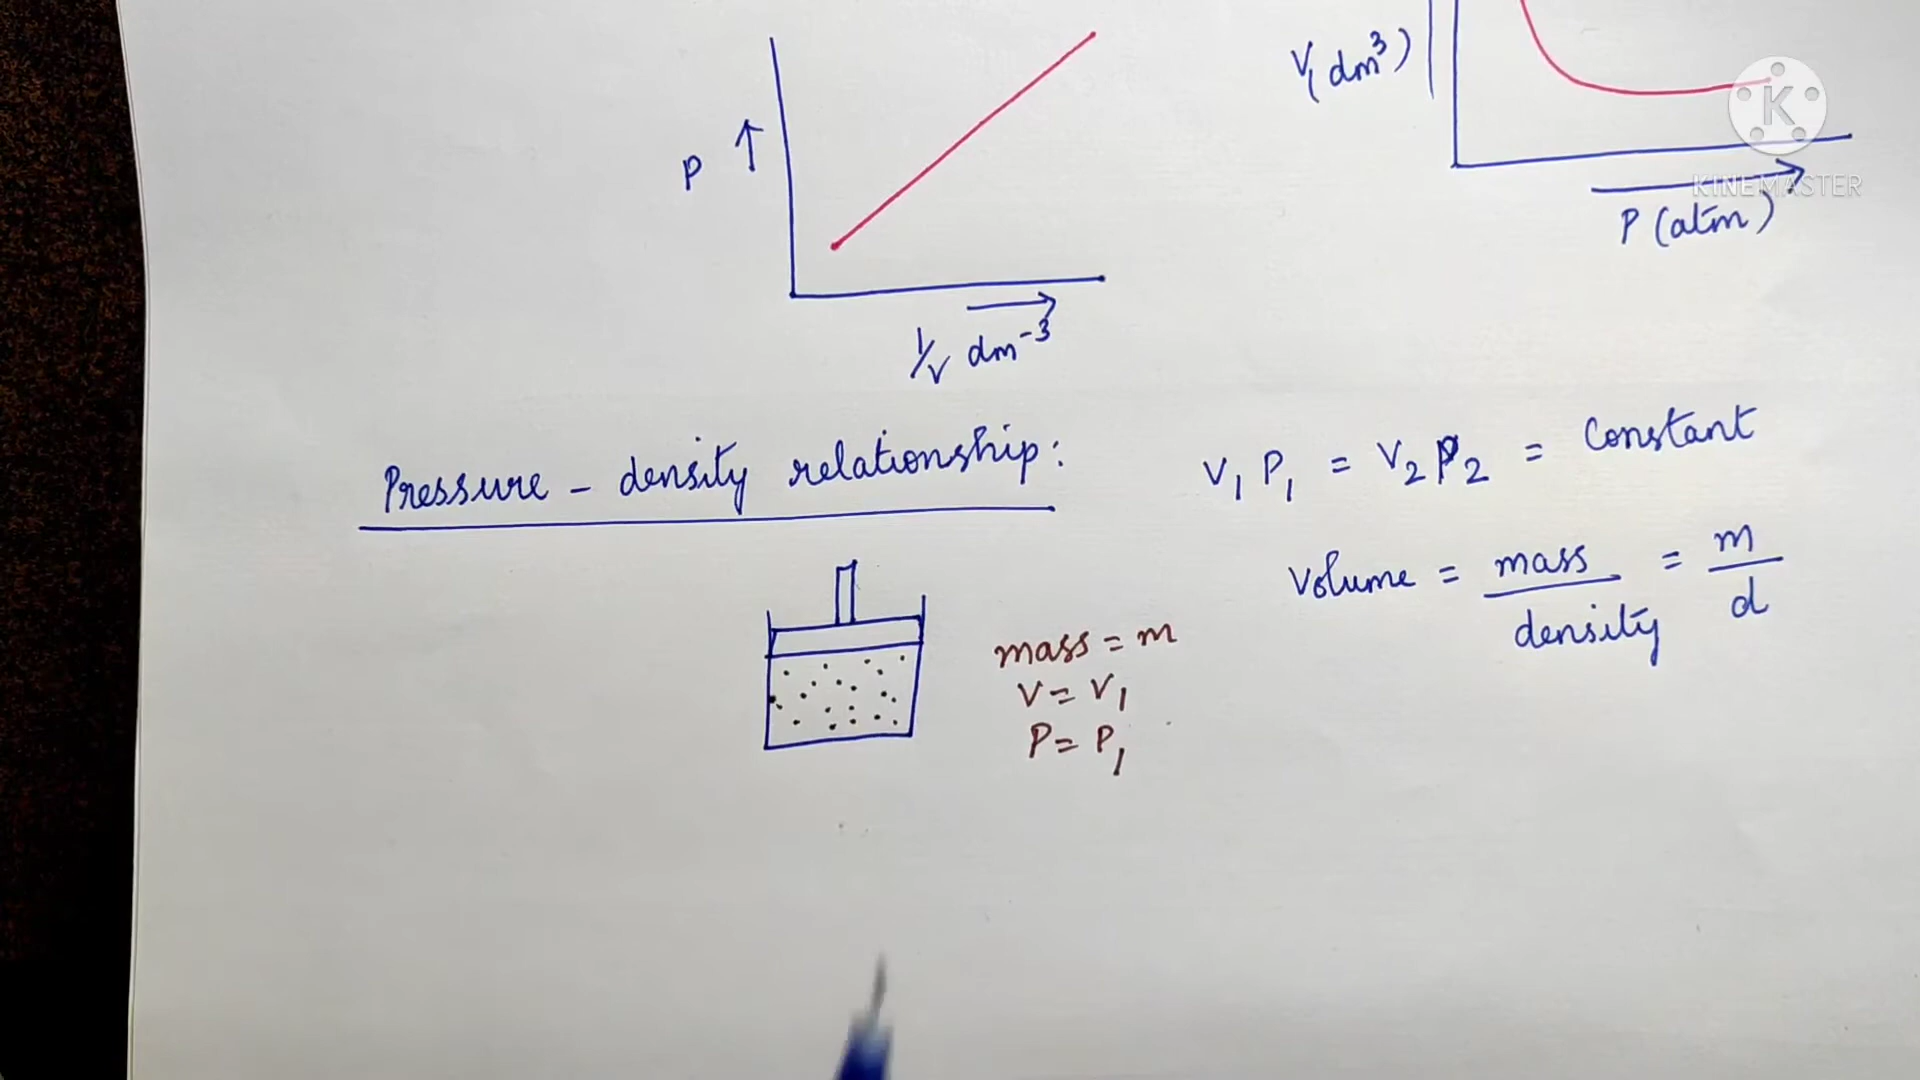 V₁(dm³)
K
KINEMASTER
P (atm)
P ↑
1/V dm⁻³
Pressure - density relationship:
V₁ P₁ = V₂ P₂ = Constant
Volume = mass/density = m/d
mass = m
V = V₁
P = P₁